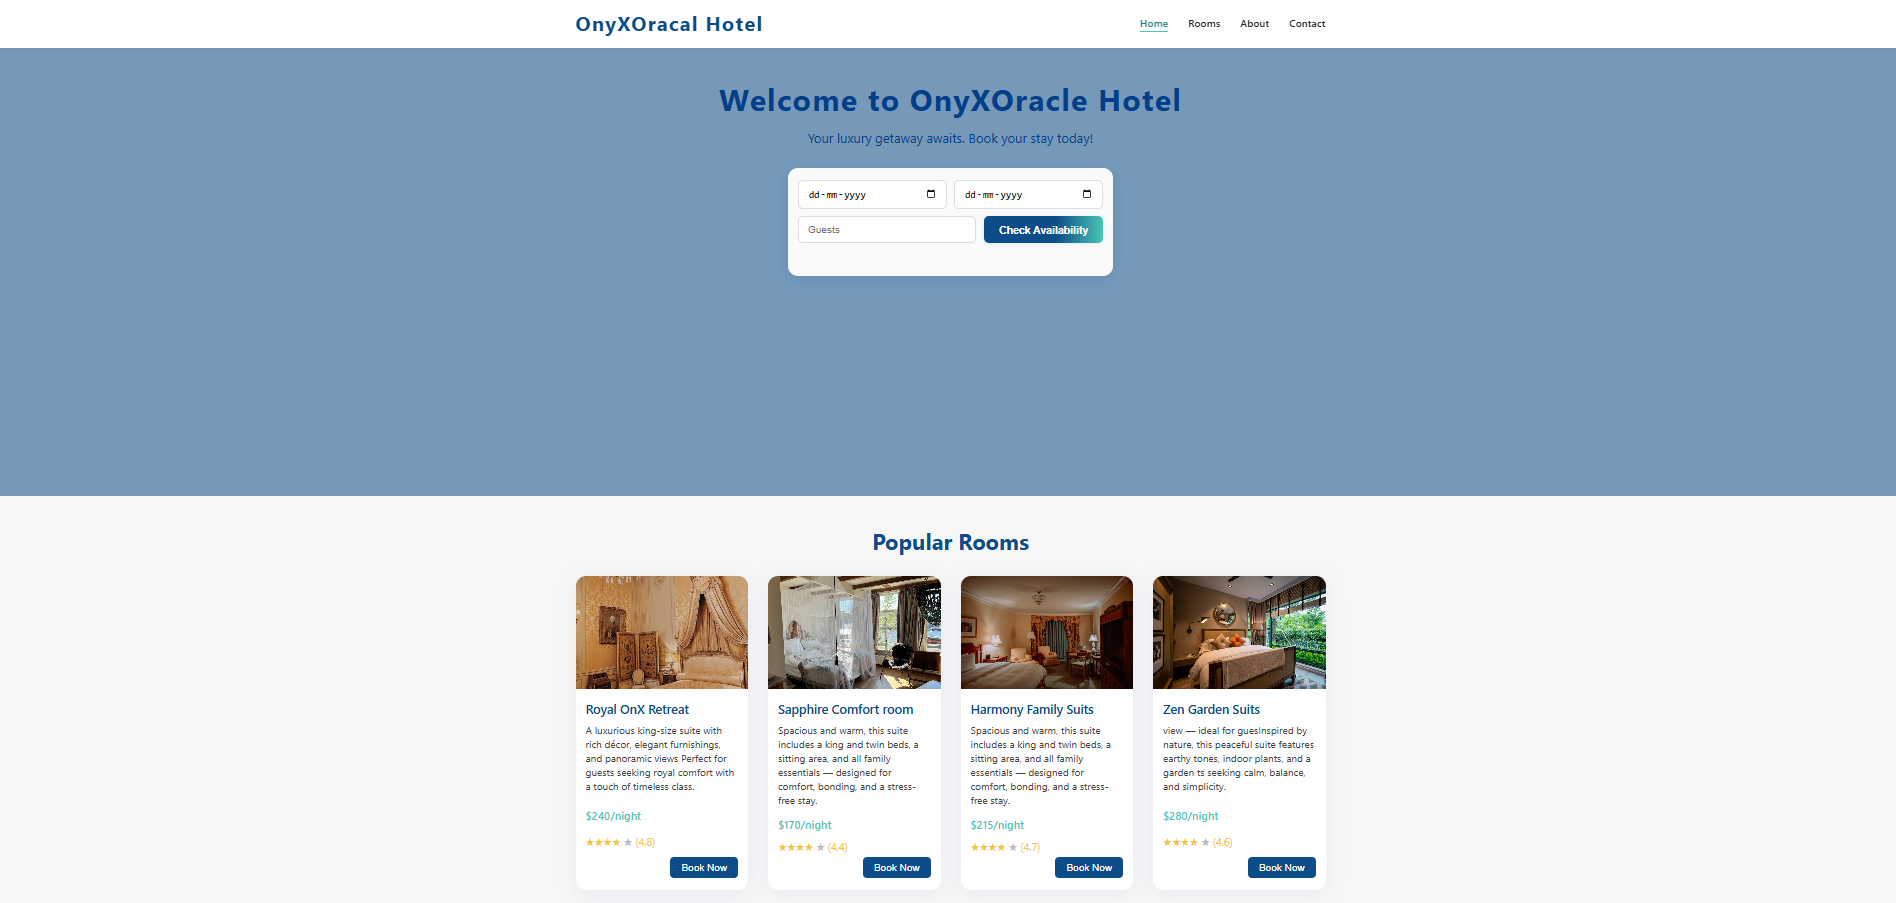 OnyXOracal Hotel
Home Rooms About Contact
Welcome to OnyXOracle Hotel
Your luxury getaway awaits. Book your stay today!
dd-mm-yyyy dd-mm-yyyy
Guests Check Availability
Popular Rooms
Royal OnX Retreat
A luxurious king-size suite with
rich décor, elegant furnishings,
and panoramic views Perfect for
guests seeking royal comfort with
a touch of timeless class.
$240/night
★★★★ ★ (4.8)
Book Now
Sapphire Comfort room
Spacious and warm, this suite
includes a king and twin beds, a
sitting area, and all family
essentials — designed for
comfort, bonding, and a stress-
free stay.
$170/night
★★★★ ★ (4.4)
Book Now
Harmony Family Suits
Spacious and warm, this suite
includes a king and twin beds, a
sitting area, and all family
essentials — designed for
comfort, bonding, and a stress-
free stay.
$215/night
★★★★ ★ (4.7)
Book Now
Zen Garden Suits
view — ideal for guesInspired by
nature, this peaceful suite features
earthy tones, indoor plants, and a
garden ts seeking calm, balance,
and simplicity.
$280/night
★★★★ ★ (4.6)
Book Now